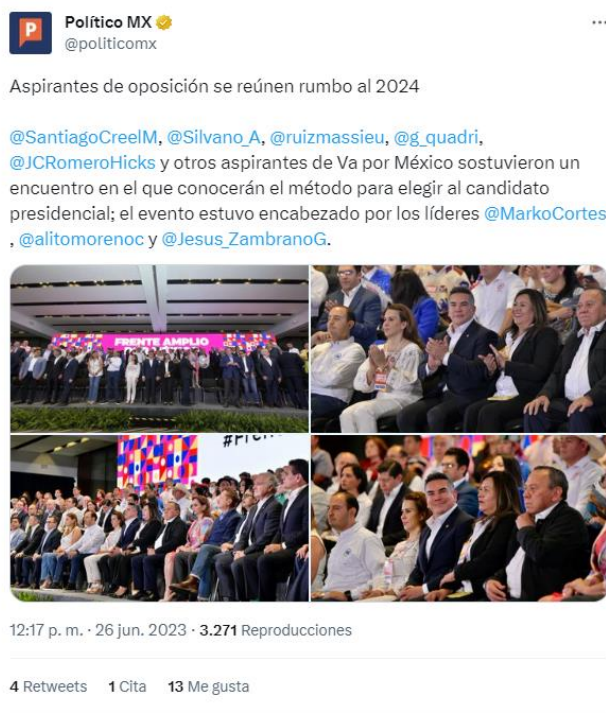 Político MX
@politicomx
Aspirantes de oposición se reúnen rumbo al 2024
@SantiagoCreelM, @Silvano_A, @ruizmassieu, @g_quadri,
@JCRomeroHicks y otros aspirantes de Va por México sostuvieron un
encuentro en el que conocerán el método para elegir al candidato
presidencial; el evento estuvo encabezado por los líderes @MarkoCortes
, @alitomorenoc y @Jesus_ZambranoG.
FRENTE AMPLIO
12:17 p. m. · 26 jun. 2023 · 3.271 Reproducciones
4 Retweets 1 Cita 13 Me gusta